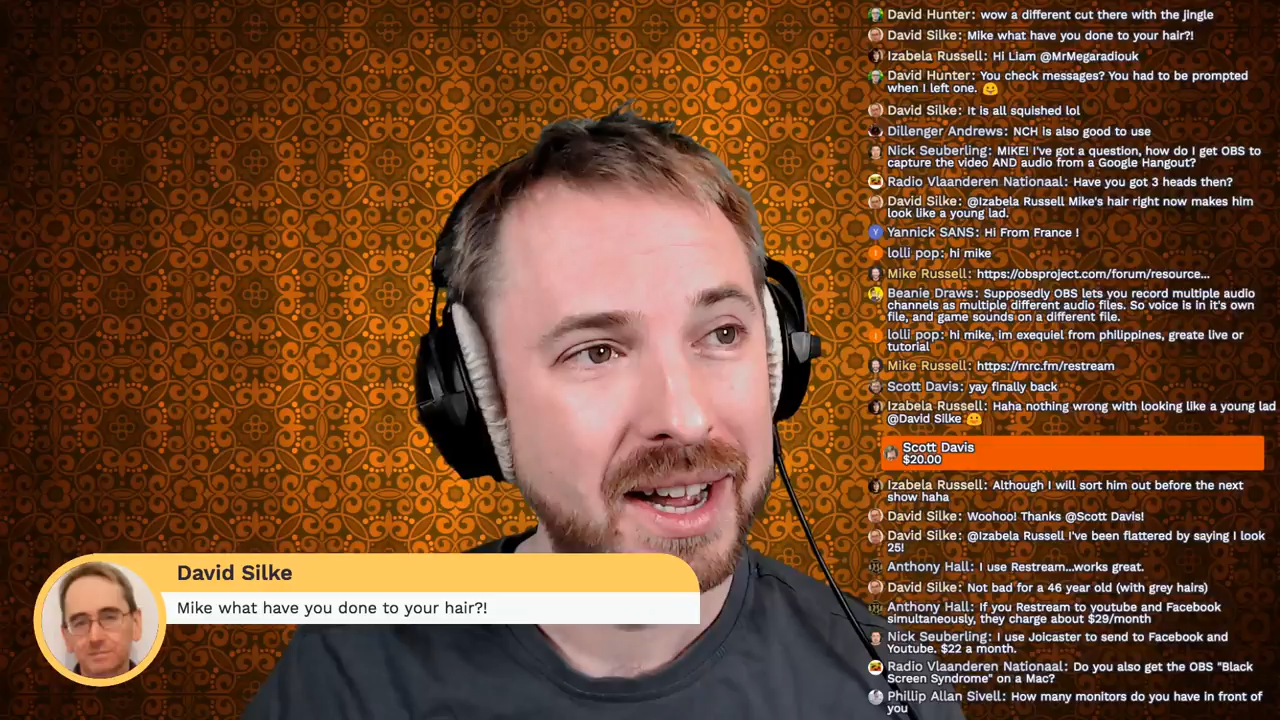 David Hunter: wow a different cut there with the jingle
David Silke: Mike what have you done to your hair?!
Izabela Russell: Hi Liam @MrMegaradiouk
David Hunter: You check messages? You had to be prompted
when I left one. 😊
David Silke: It is all squished lol
Dillenger Andrews: NCH is also good to use
Nick Seuberling: MIKE! I've got a question, how do I get OBS to
capture the video AND audio from a Google Hangout?
Radio Vlaanderen Nationaal: Have you got 3 heads then?
David Silke: @Izabela Russell Mike's hair right now makes him
look like a young lad.
Y Yannick SANS: Hi From France !
l lolli pop: hi mike
Mike Russell: https://obsproject.com/forum/resource...
Beanie Draws: Supposedly OBS lets you record multiple audio
channels as multiple different audio files. So voice is in it's own
file, and game sounds on a different file.
l lolli pop: hi mike, im exequiel from philippines, greate live or
tutorial
Mike Russell: https://mrc.fm/restream
Scott Davis: yay finally back
Izabela Russell: Haha nothing wrong with looking like a young lad
@David Silke 🙂
Scott Davis
$20.00
Izabela Russell: Although I will sort him out before the next
show haha
David Silke: Woohoo! Thanks @Scott Davis!
David Silke: @Izabela Russell I've been flattered by saying I look
25!
Anthony Hall: I use Restream...works great.
David Silke: Not bad for a 46 year old (with grey hairs)
Anthony Hall: If you Restream to youtube and Facebook
simultaneously, they charge about $29/month
Nick Seuberling: I use Joicaster to send to Facebook and
Youtube. $22 a month.
Radio Vlaanderen Nationaal: Do you also get the OBS "Black
Screen Syndrome" on a Mac?
Phillip Allan Sivell: How many monitors do you have in front of
you
David Silke
Mike what have you done to your hair?!